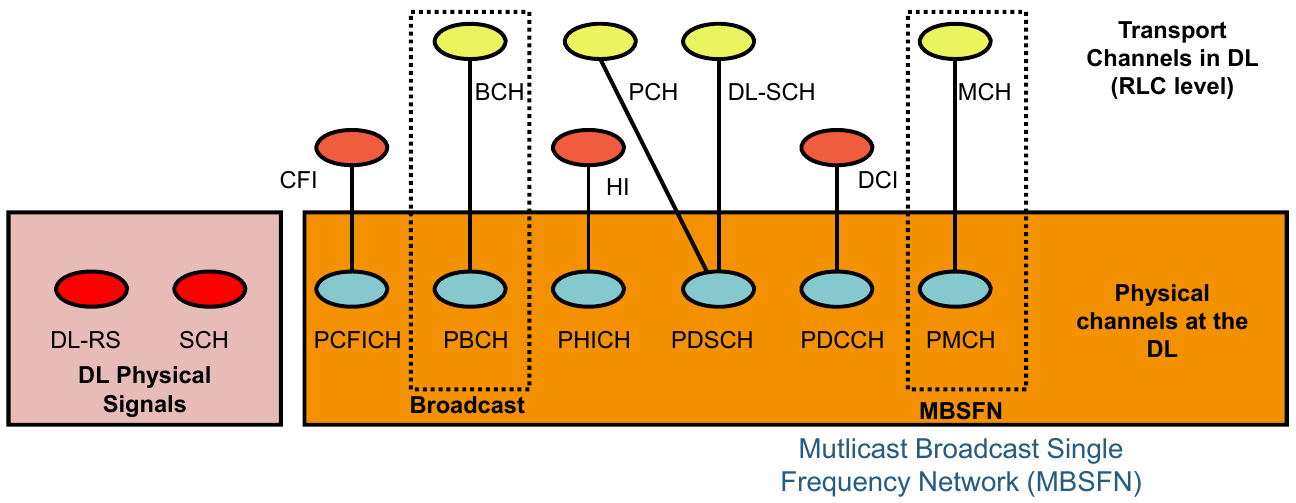 Transport
Channels in DL
(RLC level)
BCH
PCH
DL-SCH
MCH
CFI
HI
DCI
DL-RS
SCH
DL Physical
Signals
PCFICH
PBCH
PHICH
PDSCH
PDCCH
PMCH
Physical
channels at the
DL
Broadcast
MBSFN
Mutlicast Broadcast Single
Frequency Network (MBSFN)